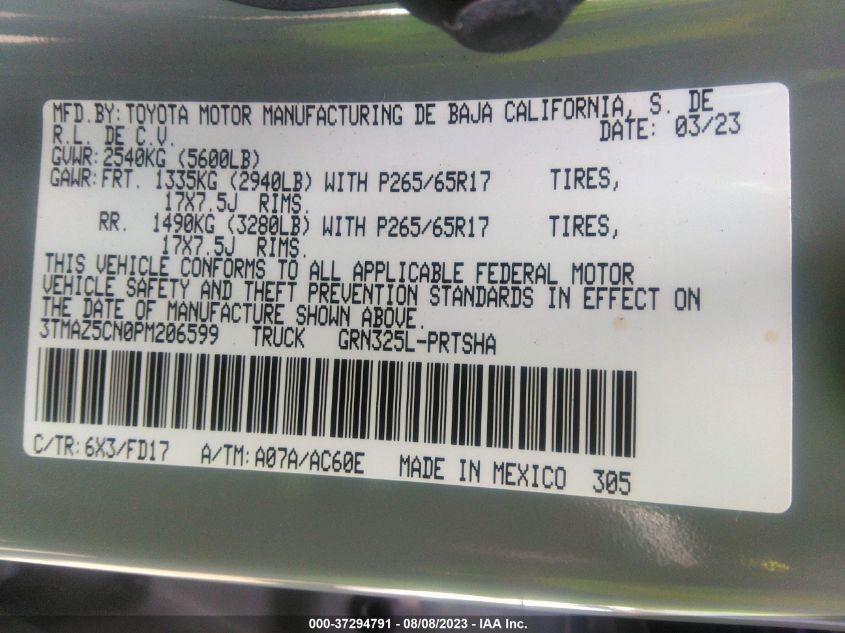 MFD.BY:TOYOTA MOTOR MANUFACTURING DE BAJA CALIFORNIA, S. DE
R.L. DE C.V. DATE: 03/23
GVWR:2540KG (5600LB)
GAWR:FRT. 1335KG (2940LB) WITH P265/65R17 TIRES,
17X7.5J RIMS.
RR. 1490KG (3280LB) WITH P265/65R17 TIRES,
17X7.5J RIMS.
THIS VEHICLE CONFORMS TO ALL APPLICABLE FEDERAL MOTOR
VEHICLE SAFETY AND THEFT PREVENTION STANDARDS IN EFFECT ON
THE DATE OF MANUFACTURE SHOWN ABOVE.
3TMAZ5CN0PM206599 TRUCK GRN325L-PRTSHA
C/TR:6X3/FD17 A/TM:A07A/AC60E MADE IN MEXICO 305
000-37294791 - 08/08/2023 - IAA Inc.